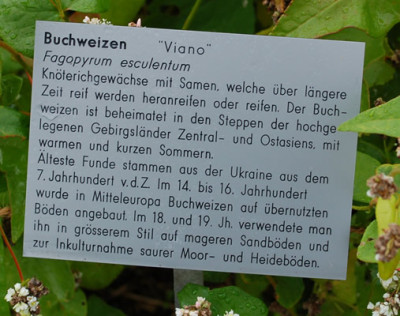 Buchweizen "Viano"
Fagopyrum esculentum
Knöterichgewächse mit Samen, welche über längere
Zeit reif werden heranreifen oder reifen. Der Buch-
weizen ist beheimatet in den Steppen der hochge-
legenen Gebirgsländer Zentral- und Ostasiens, mit
warmen und kurzen Sommern.
Älteste Funde stammen aus der Ukraine aus dem
7. Jahrhundert v.d.Z. Im 14. bis 16. Jahrhundert
wurde in Mitteleuropa Buchweizen auf übernutzten
Böden angebaut. Im 18. und 19. Jh. verwendete man
ihn in grösserem Stil auf mageren Sandböden und
zur Inkulturnahme saurer Moor- und Heideböden.